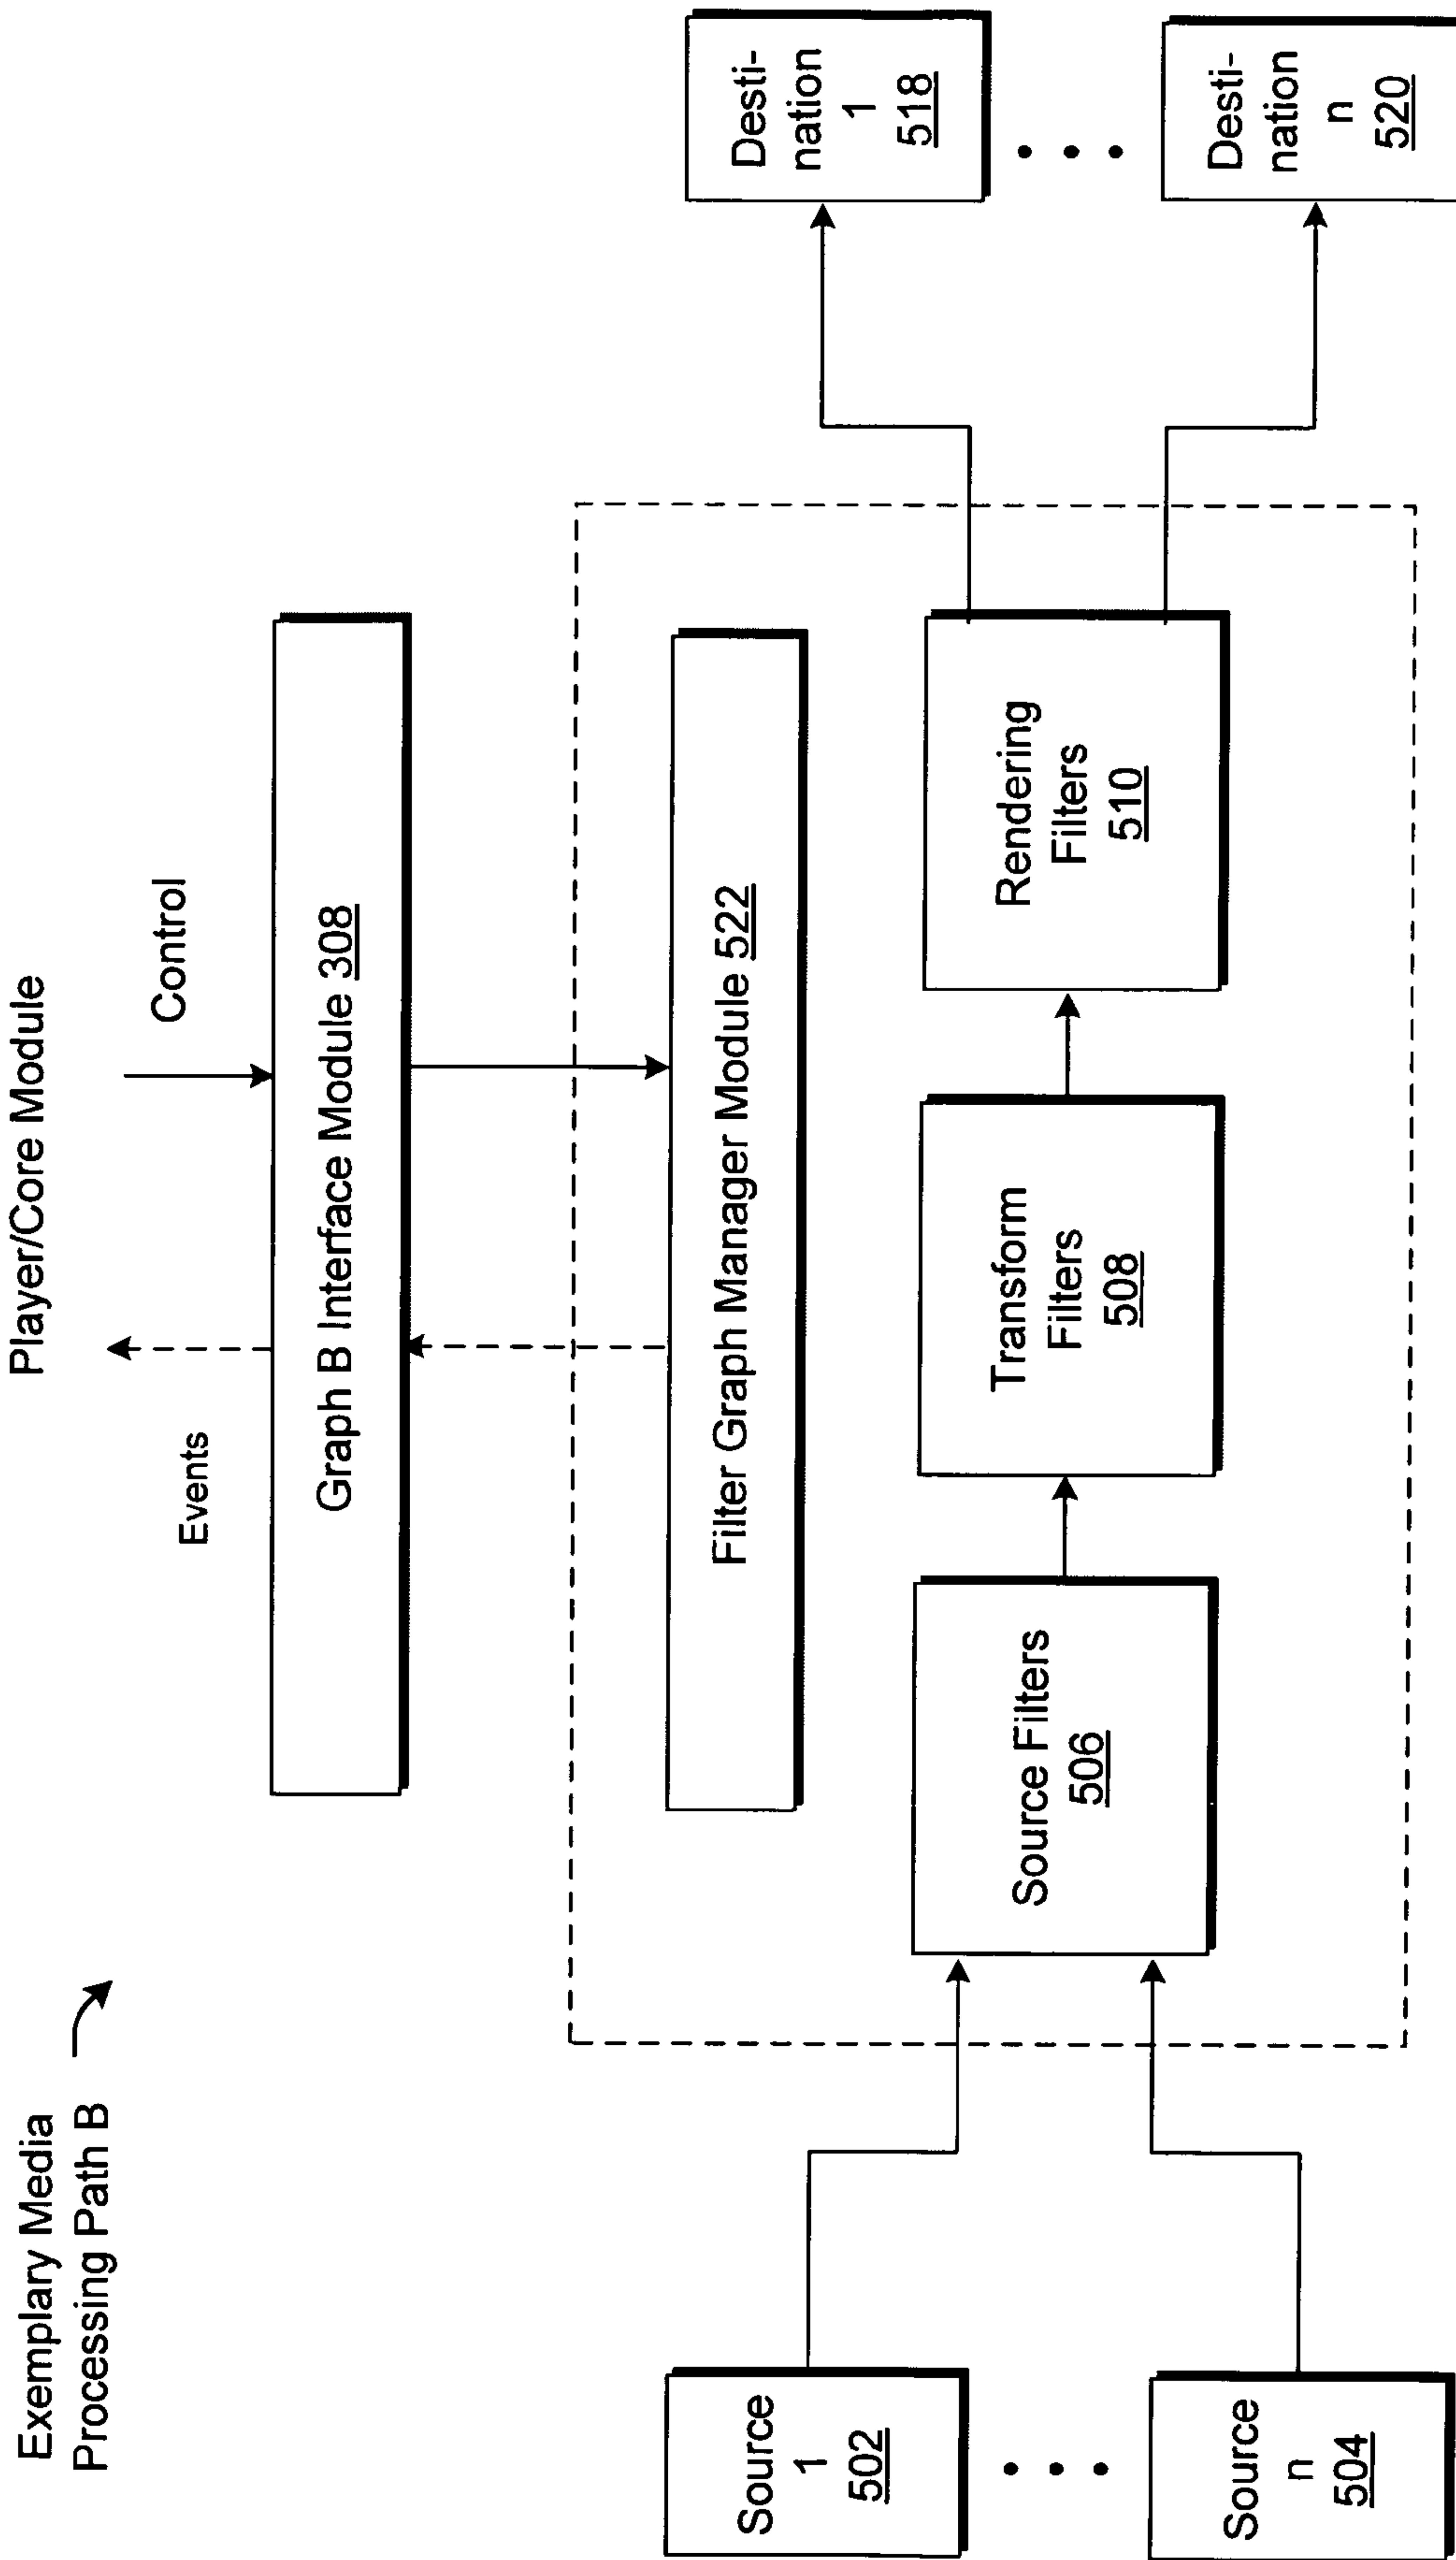 Exemplary Media
Processing Path B
Player/Core Module
Events
Control
Graph B Interface Module 308
Filter Graph Manager Module 522
Source
1
502
Source
n
504
Source Filters
506
Transform
Filters
508
Rendering
Filters
510
Desti-
nation
1
518
Desti-
nation
n
520